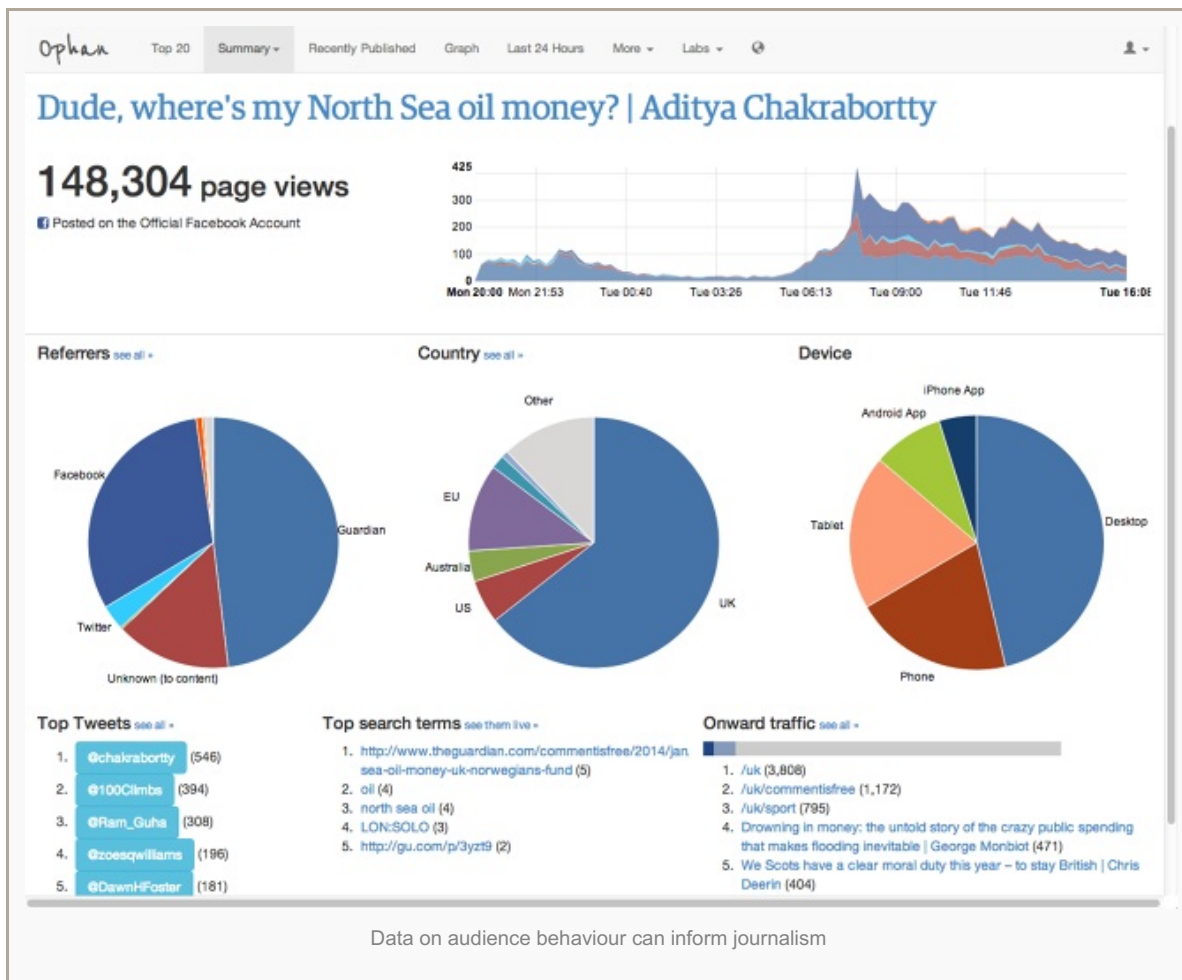 Ophan Top 20 Summary Recently Published Graph Last 24 Hours More Labs
Dude, where's my North Sea oil money? | Aditya Chakrabortty
148,304 page views
Posted on the Official Facebook Account
425
300
200
100
0
Mon 20:00 Mon 21:53 Tue 00:40 Tue 03:26 Tue 06:13 Tue 09:00 Tue 11:46 Tue 16:08
Referrers see all »
Facebook
Guardian
Twitter
Unknown (to content)
Country see all »
Other
EU
Australia
US
UK
Device
iPhone App
Android App
Tablet
Desktop
Phone
Top Tweets see all »
1. @chakrabortty (546)
2. @100Climbs (394)
3. @Ram_Guha (308)
4. @zoesqwilliams (196)
5. @DawnHFoster (181)
Top search terms see them live »
1. http://www.theguardian.com/commentisfree/2014/jan
sea-oil-money-uk-norwegians-fund (5)
2. oil (4)
3. north sea oil (4)
4. LON:SOLO (3)
5. http://gu.com/p/3yzt9 (2)
Onward traffic see all »
1. /uk (3,808)
2. /uk/commentisfree (1,172)
3. /uk/sport (795)
4. Drowning in money: the untold story of the crazy public spending
that makes flooding inevitable | George Monbiot (471)
5. We Scots have a clear moral duty this year – to stay British | Chris
Deerin (404)
Data on audience behaviour can inform journalism